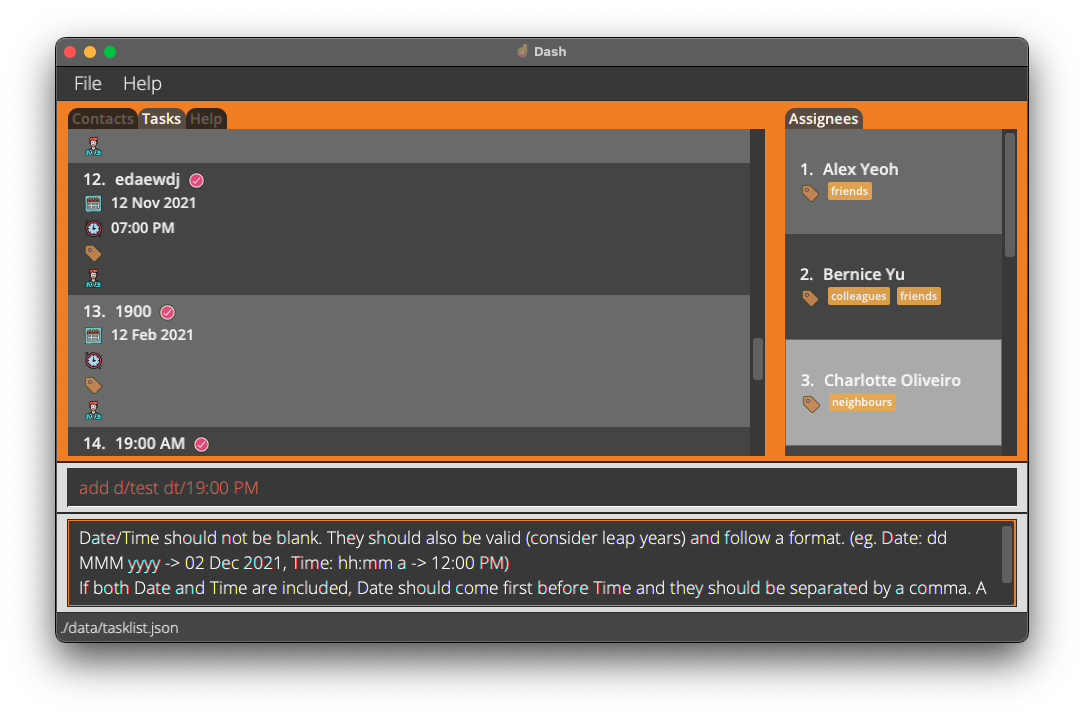 Dash
File Help
Contacts Tasks Help
12. edaewdj
12 Nov 2021
07:00 PM
13. 1900
12 Feb 2021
14. 19:00 AM
Assignees
1. Alex Yeoh
friends
2. Bernice Yu
colleagues friends
3. Charlotte Oliveiro
neighbours
add d/test dt/19:00 PM
Date/Time should not be blank. They should also be valid (consider leap years) and follow a format. (eg. Date: dd
MMM yyyy -> 02 Dec 2021, Time: hh:mm a -> 12:00 PM)
If both Date and Time are included, Date should come first before Time and they should be separated by a comma. A
./data/tasklist.json